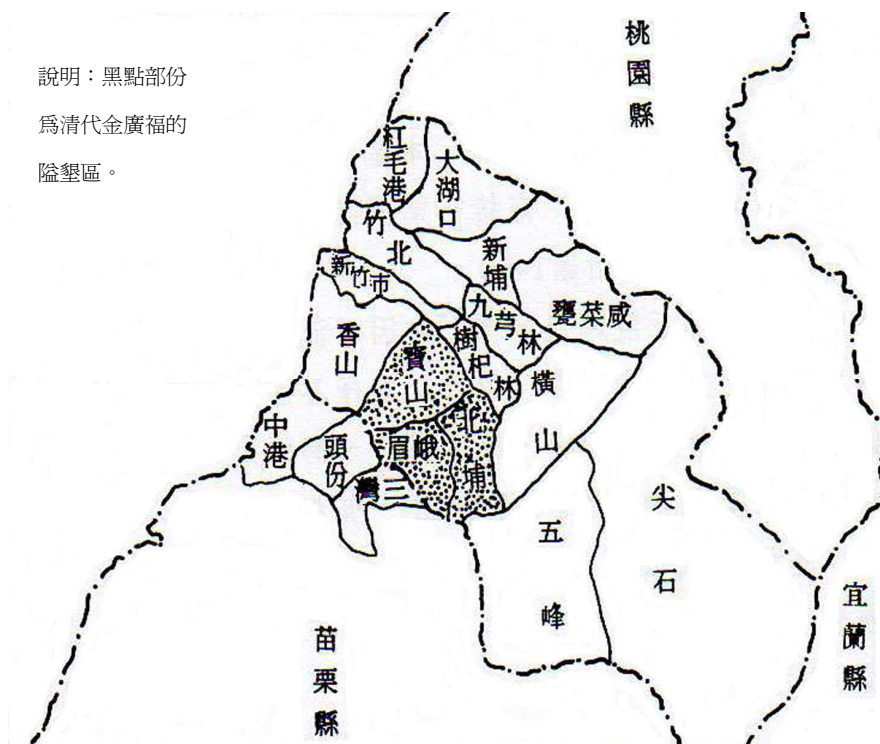 說明：黑點部份
爲清代金廣福的
隘墾區。
桃園縣
紅毛港
大湖口
竹北
新埔
新竹市
九芎林
甕菜咸
香山
樹杞林
寶山
橫山
北埔
中港
頭份
眉峨
灣三
尖石
五峰
宜蘭縣
苗栗縣